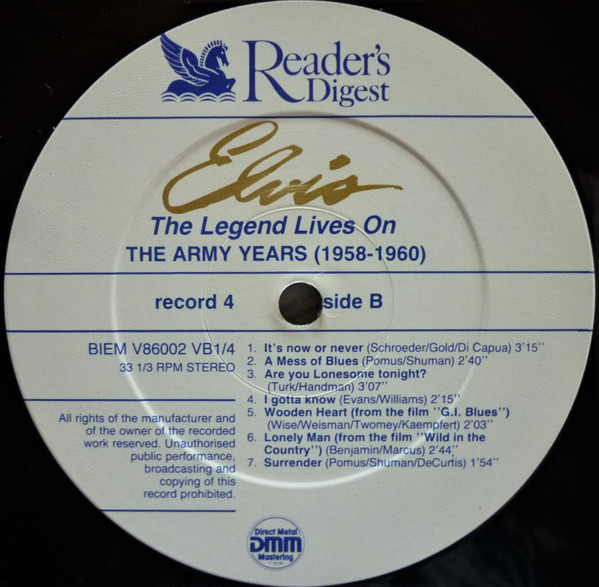 Reader's
Digest
Elvis
The Legend Lives On
THE ARMY YEARS (1958-1960)
record 4 side B
BIEM V86002 VB1/4
33 1/3 RPM STEREO
All rights of the manufacturer and
of the owner of the recorded
work reserved. Unauthorised
public performance,
broadcasting and
copying of this
record prohibited.
1. It's now or never (Schroeder/Gold/Di Capua) 3'15''
2. A Mess of Blues (Pomus/Shuman) 2'40''
3. Are you Lonesome tonight?
(Turk/Handman) 3'07''
4. I gotta know (Evans/Williams) 2'15''
5. Wooden Heart (from the film ''G.I. Blues'')
(Wise/Weisman/Twomey/Kaempfert) 2'03''
6. Lonely Man (from the film ''Wild in the
Country'') (Benjamin/Marcus) 2'44''
7. Surrender (Pomus/Shuman/DeCurtis) 1'54''
Direct Metal
DMM
Mastering